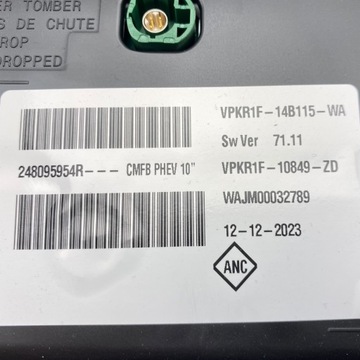 ER TOMBER
S DE CHUTE
ROP
DROPPED
VPKR1F-14B115-WA
Sw Ver 71.11
248095954R--- CMFB PHEV 10"
VPKR1F-10849-ZD
WAJM00032789
12-12-2023
ANC